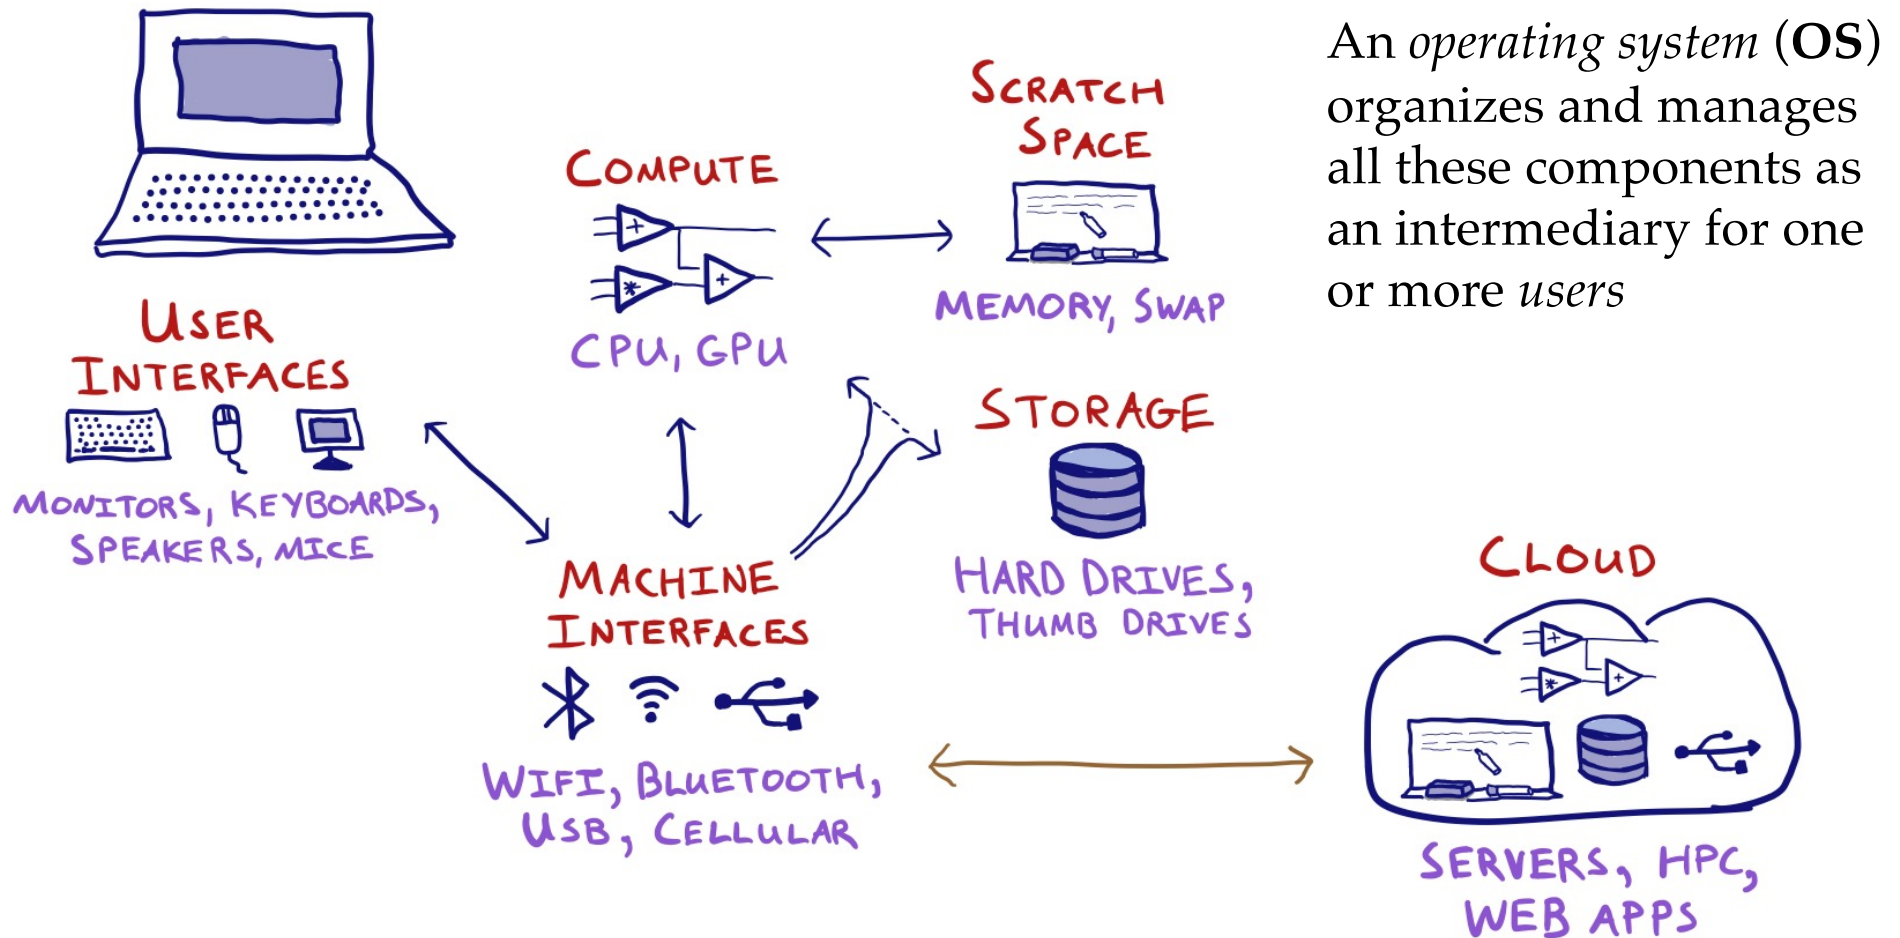 An operating system (OS)
organizes and manages
all these components as
an intermediary for one
or more users
SCRATCH
SPACE
MEMORY, SWAP
COMPUTE
CPU, GPU
USER
INTERFACES
MONITORS, KEYBOARDS,
SPEAKERS, MICE
STORAGE
HARD DRIVES,
THUMB DRIVES
MACHINE
INTERFACES
WIFI, BLUETOOTH,
USB, CELLULAR
CLOUD
SERVERS, HPC,
WEB APPS